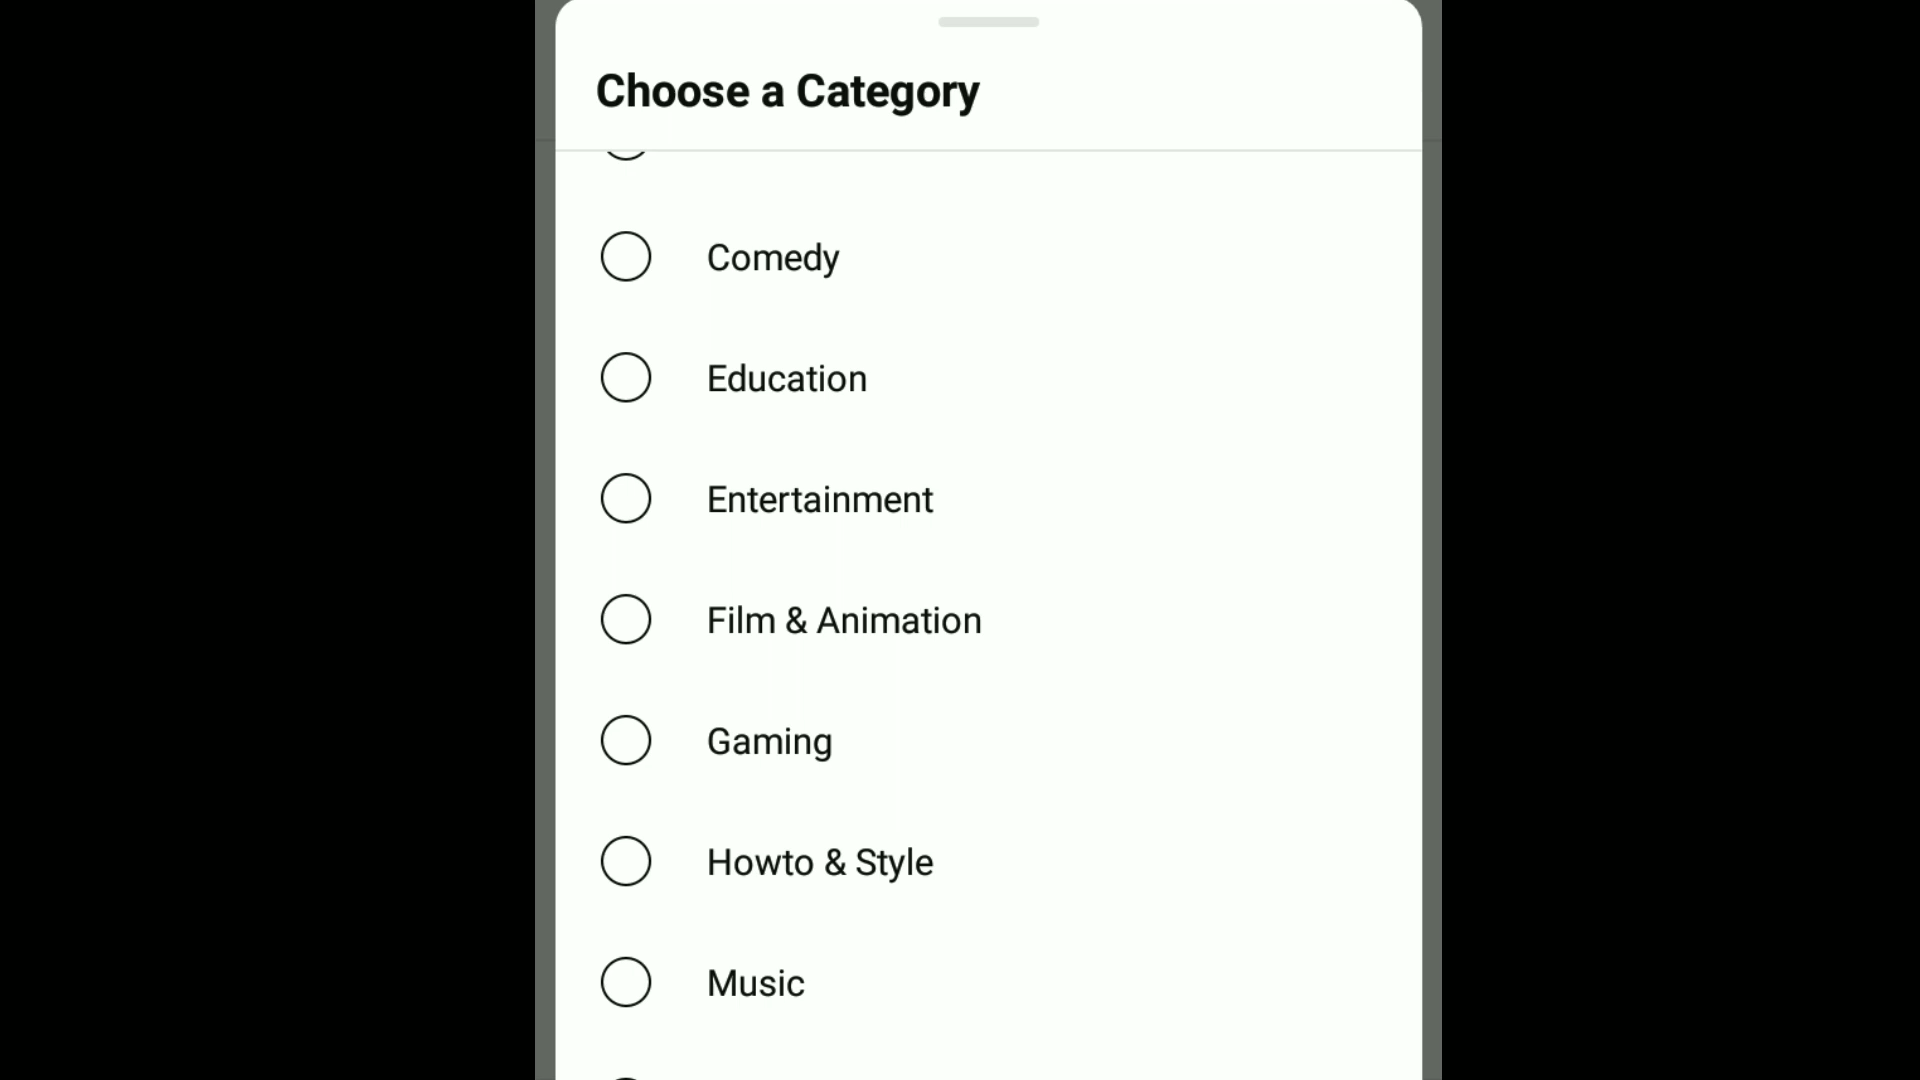 Choose a Category
Comedy
Education
Entertainment
Film & Animation
Gaming
Howto & Style
Music